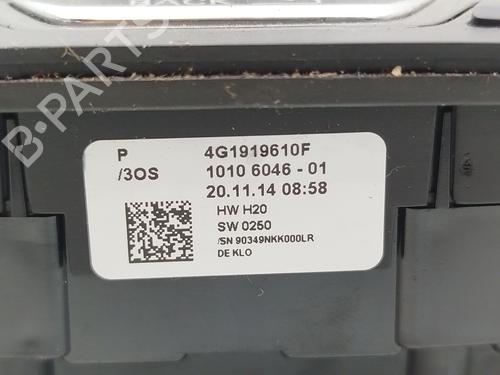 BACK
P 4G1919610F
/3OS 1010 6046 - 01
20.11.14 08:58
HW H20
SW 0250
/SN 90349NKK000LR
DE KLO
B-PARTS